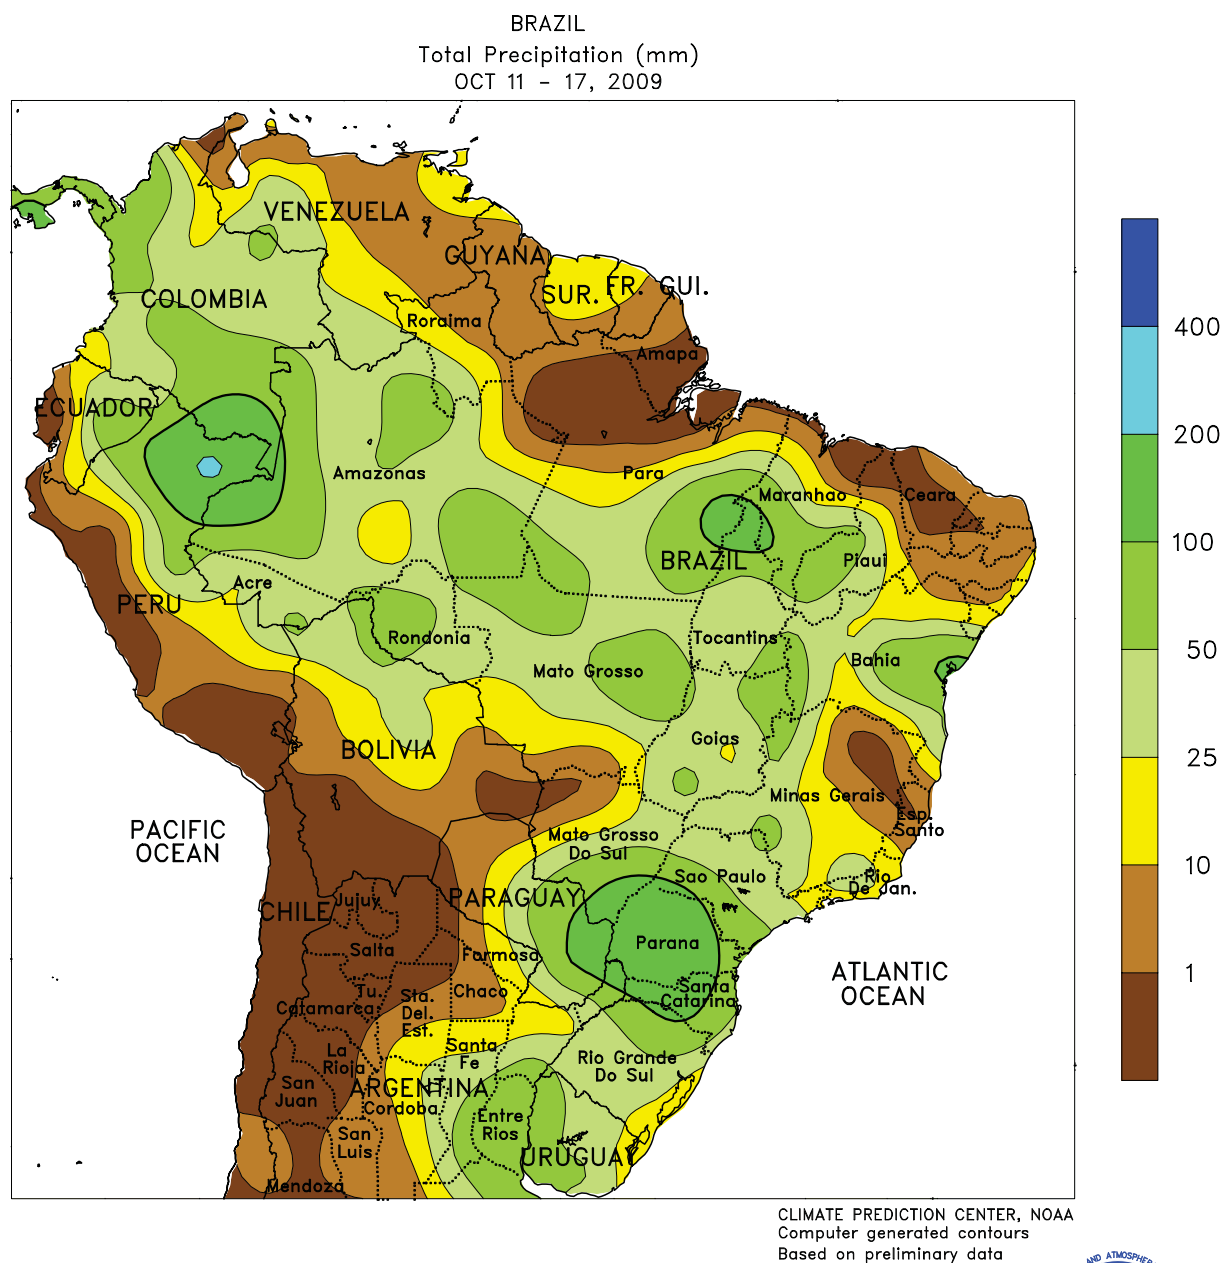 BRAZIL
Total Precipitation (mm)
OCT 11 - 17, 2009
VENEZUELA
GUYANA
SUR.
FR. GUI.
COLOMBIA
Roraima
Amapa
ECUADOR
Amazonas
Para
Maranhao
Ceara
BRAZIL
Piaui
Acre
PERU
Rondonia
Tocantins
Mato Grosso
Bahia
Goias
BOLIVIA
Minas Gerais
Esp.
Santo
PACIFIC
OCEAN
Mato Grosso
Do Sul
Sao Paulo
Rio
De Jan.
PARAGUAY
CHILE
Jujuy
Salta
Formosa
Parana
Tu.
Catamarca
Sta.
Del.
Est.
Chaco
Santa
Catarina
ATLANTIC
OCEAN
La
Rioja
Santa
Fe
Rio Grande
Do Sul
San
Juan
ARGENTINA
Cordoba
Entre
Rios
San
Luis
URUGUAY
Mendoza
400
200
100
50
25
10
1
CLIMATE PREDICTION CENTER, NOAA
Computer generated contours
Based on preliminary data
AND ATMOSPHER